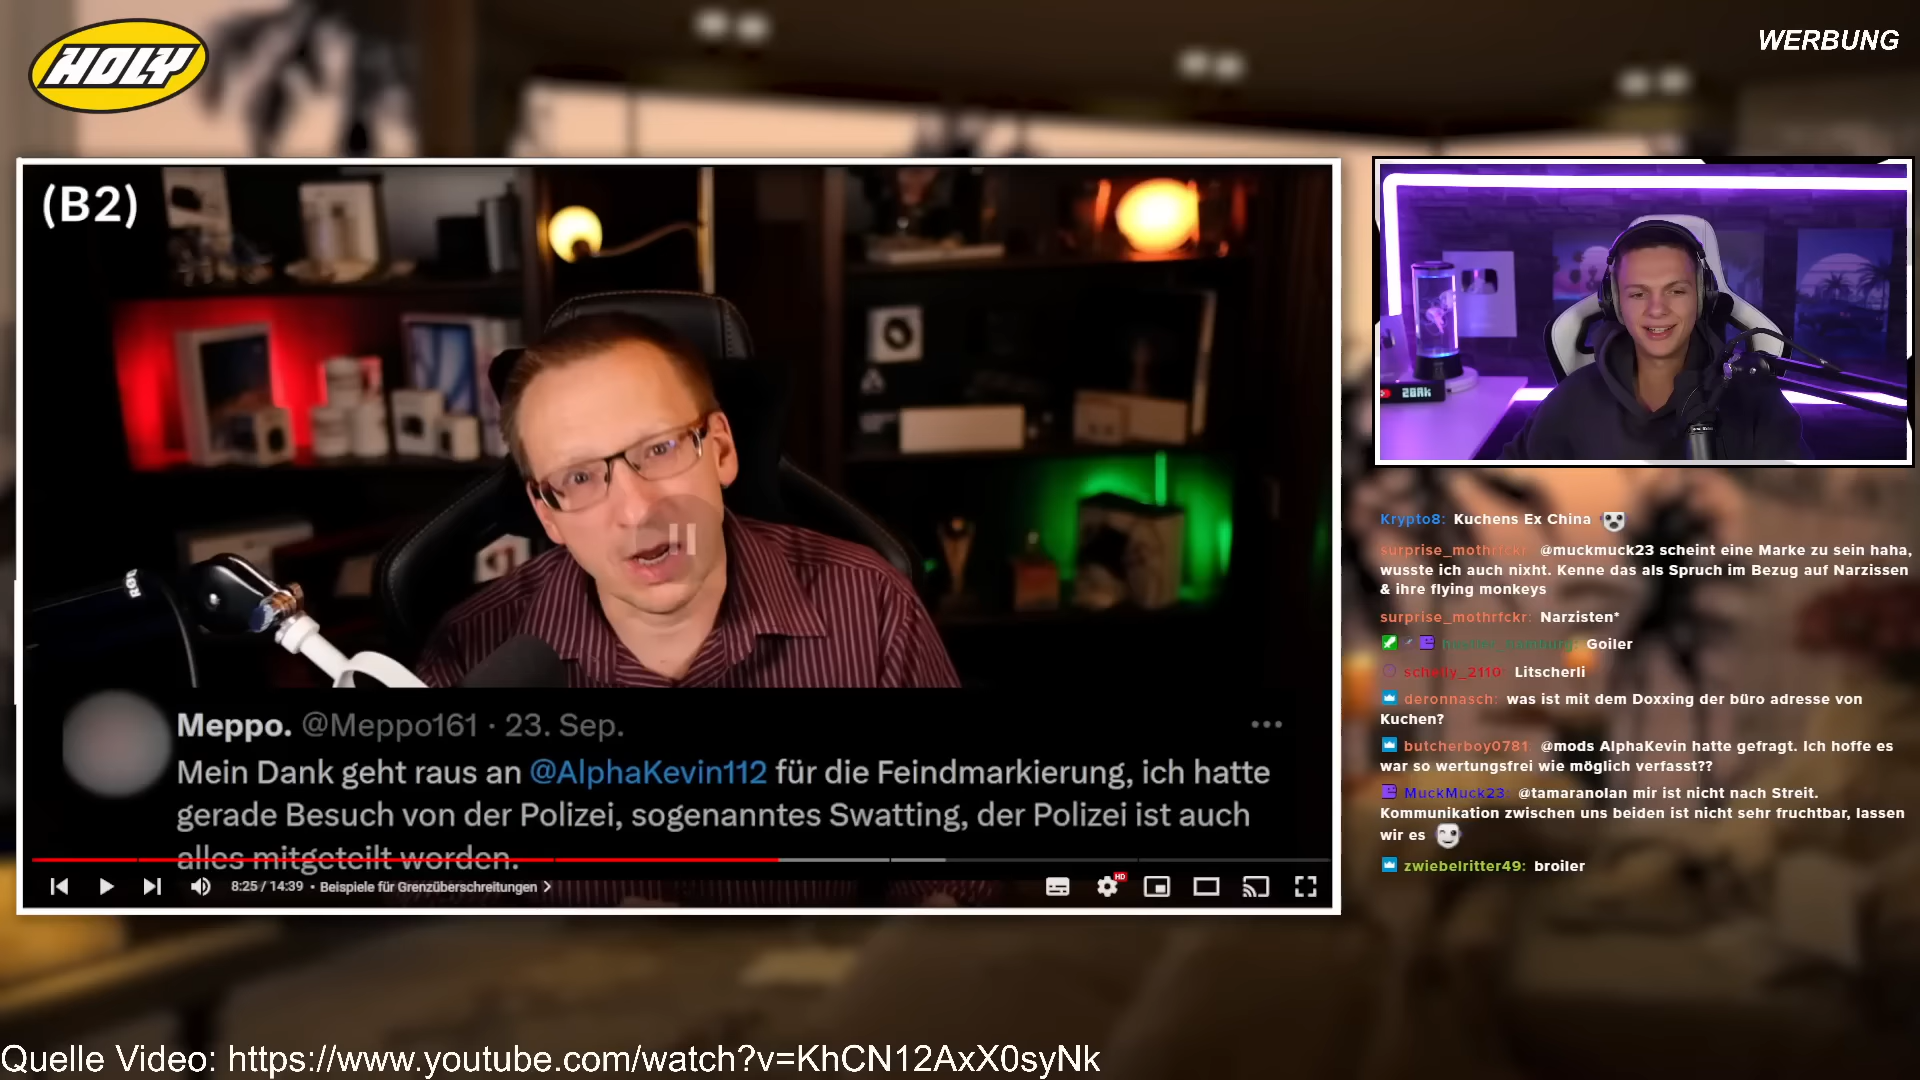 HOLY
WERBUNG
(B2)
RØDE
28Rk
Meppo. @Meppo161 · 23. Sep.
Mein Dank geht raus an @AlphaKevin112 für die Feindmarkierung, ich hatte
gerade Besuch von der Polizei, sogenanntes Swatting, der Polizei ist auch
alles mitgeteilt worden.
8:25 / 14:39 • Beispiele für Grenzüberschreitungen
HD
Krypto8: Kuchens Ex China
surprise_mothrfckr: @muckmuck23 scheint eine Marke zu sein haha,
wusste ich auch nixht. Kenne das als Spruch im Bezug auf Narzissen
& ihre flying monkeys
surprise_mothrfckr: Narzisten*
Goiler
schelly_2110: Litscherli
deronnasch: was ist mit dem Doxxing der büro adresse von
Kuchen?
butcherboy0781: @mods AlphaKevin hatte gefragt. Ich hoffe es
war so wertungsfrei wie möglich verfasst??
MuckMuck23: @tamaranolan mir ist nicht nach Streit.
Kommunikation zwischen uns beiden ist nicht sehr fruchtbar, lassen
wir es
zwiebelritter49: broiler
Quelle Video: https://www.youtube.com/watch?v=KhCN12AxX0syNk